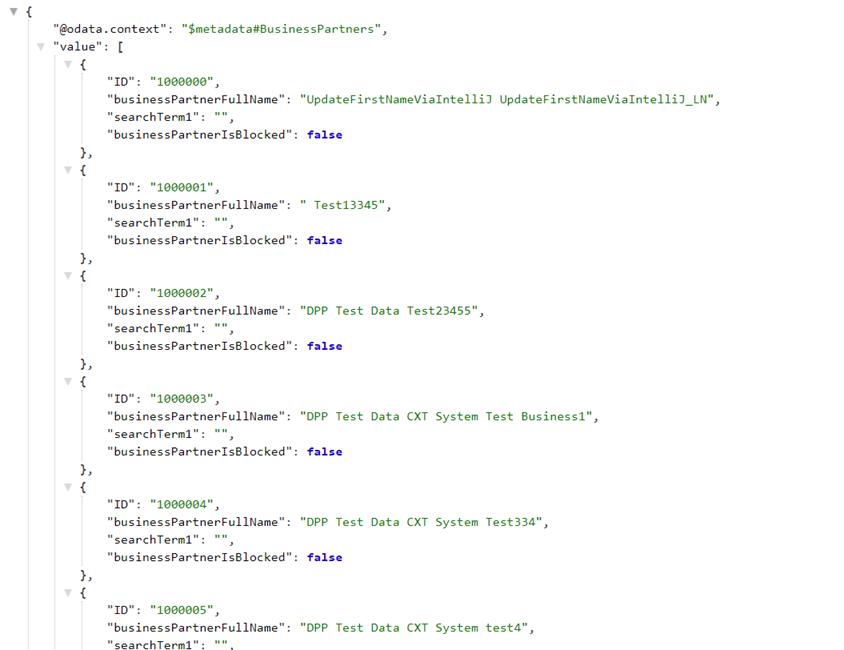 {
"@odata.context": "$metadata#BusinessPartners",
"value": [
{
"ID": "1000000",
"businessPartnerFullName": "UpdateFirstNameViaIntelliJ UpdateFirstNameViaIntelliJ_LN",
"searchTerm1": "",
"businessPartnerIsBlocked": false
},
{
"ID": "1000001",
"businessPartnerFullName": " Test13345",
"searchTerm1": "",
"businessPartnerIsBlocked": false
},
{
"ID": "1000002",
"businessPartnerFullName": "DPP Test Data Test23455",
"searchTerm1": "",
"businessPartnerIsBlocked": false
},
{
"ID": "1000003",
"businessPartnerFullName": "DPP Test Data CXT System Test Business1",
"searchTerm1": "",
"businessPartnerIsBlocked": false
},
{
"ID": "1000004",
"businessPartnerFullName": "DPP Test Data CXT System Test334",
"searchTerm1": "",
"businessPartnerIsBlocked": false
},
{
"ID": "1000005",
"businessPartnerFullName": "DPP Test Data CXT System test4",
"searchTerm1": "",